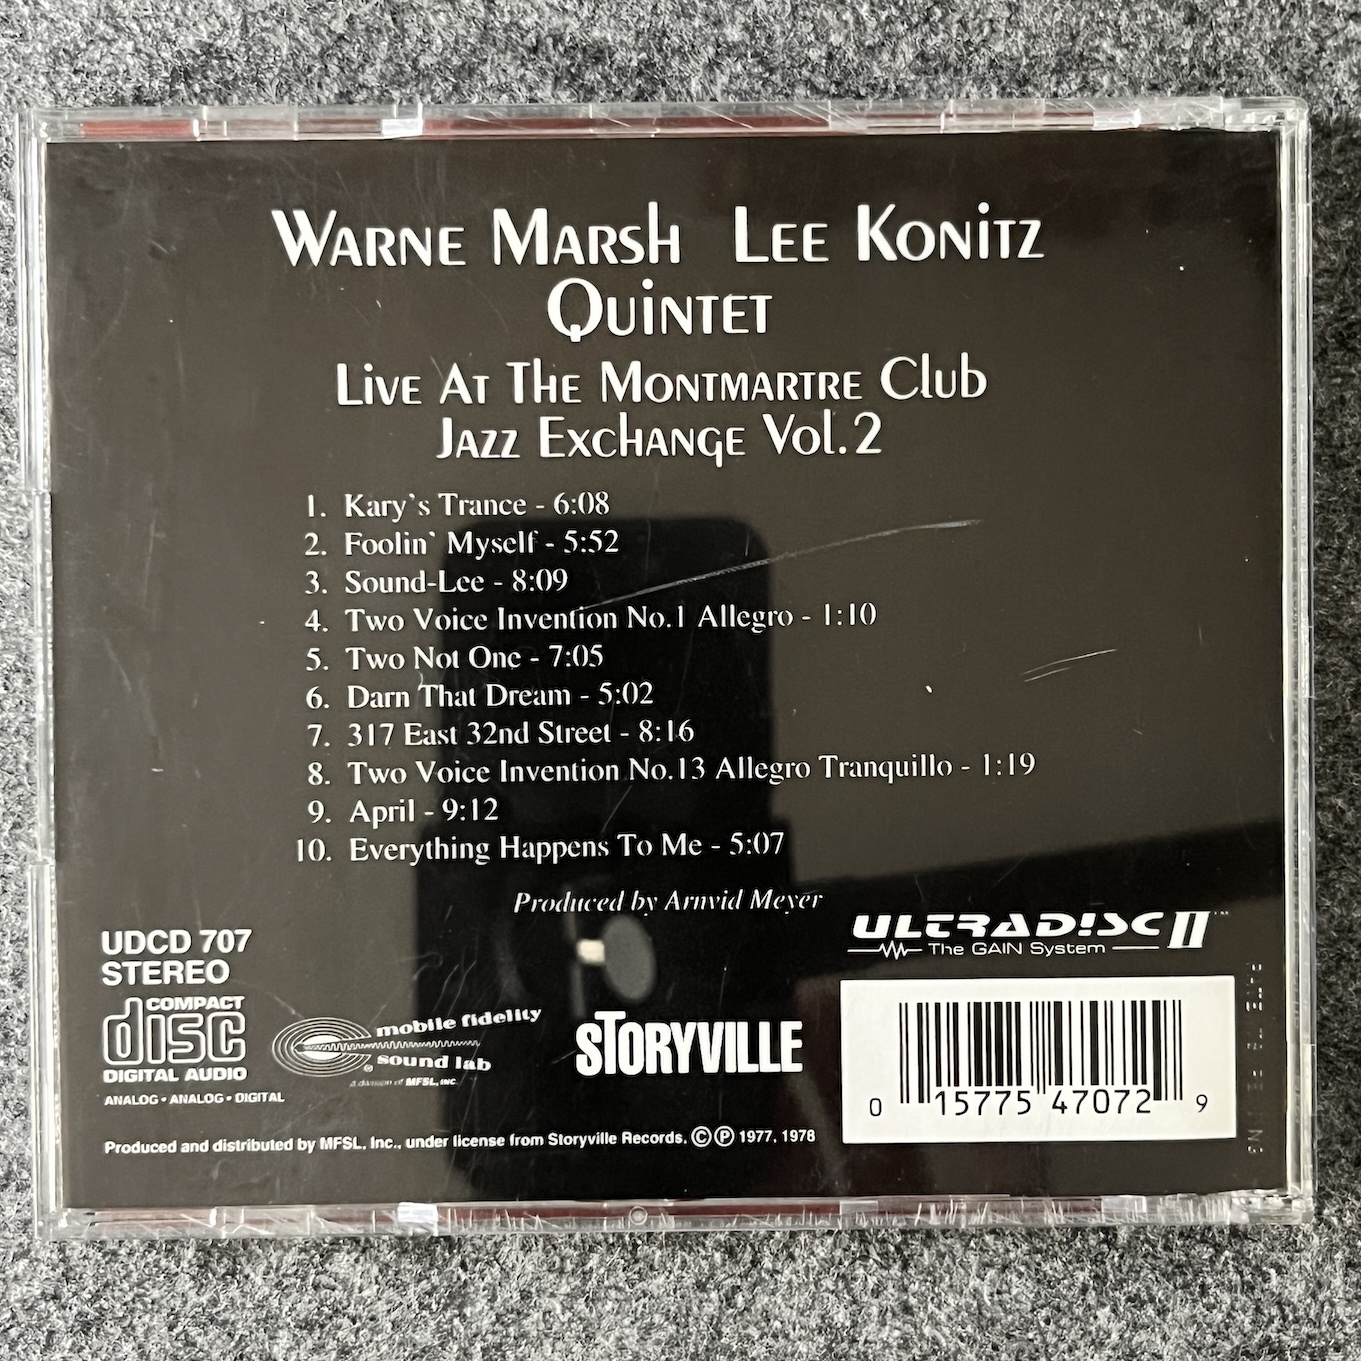 WARNE MARSH LEE KONITZ
QUINTET
LIVE AT THE MONTMARTRE CLUB
JAZZ EXCHANGE VOL.2
1. Kary's Trance - 6:08
2. Foolin' Myself - 5:52
3. Sound-Lee - 8:09
4. Two Voice Invention No.1 Allegro - 1:10
5. Two Not One - 7:05
6. Darn That Dream - 5:02
7. 317 East 32nd Street - 8:16
8. Two Voice Invention No.13 Allegro Tranquillo - 1:19
9. April - 9:12
10. Everything Happens To Me - 5:07
Produced by Arnvid Meyer
UDCD 707
STEREO
COMPACT
disc
DIGITAL AUDIO
ANALOG • ANALOG • DIGITAL
mobile fidelity
sound lab
®
a division of MFSL, INC.
STORYVILLE
ULTRADISC II™
The GAIN System
0 15775 47072 9
Produced and distributed by MFSL, Inc., under license from Storyville Records, ©℗ 1977, 1978